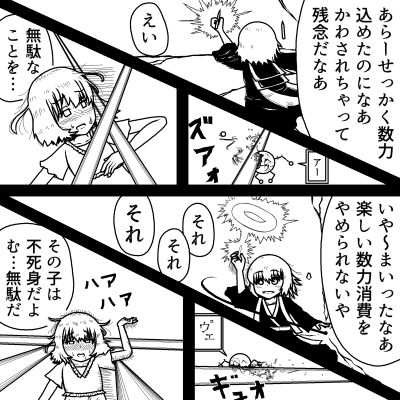 あらーせっかく数力
込めたのになあ
かわされちゃって
残念だなあ
えい
無駄な
ことを…
ズアォ
アー
いや〜まいったなあ
楽しい数力消費を
やめられないや
それ
それ
それ
ヴェ
ギュオ
その子は
不死身だよ
む…無駄だ
ハア
ハア